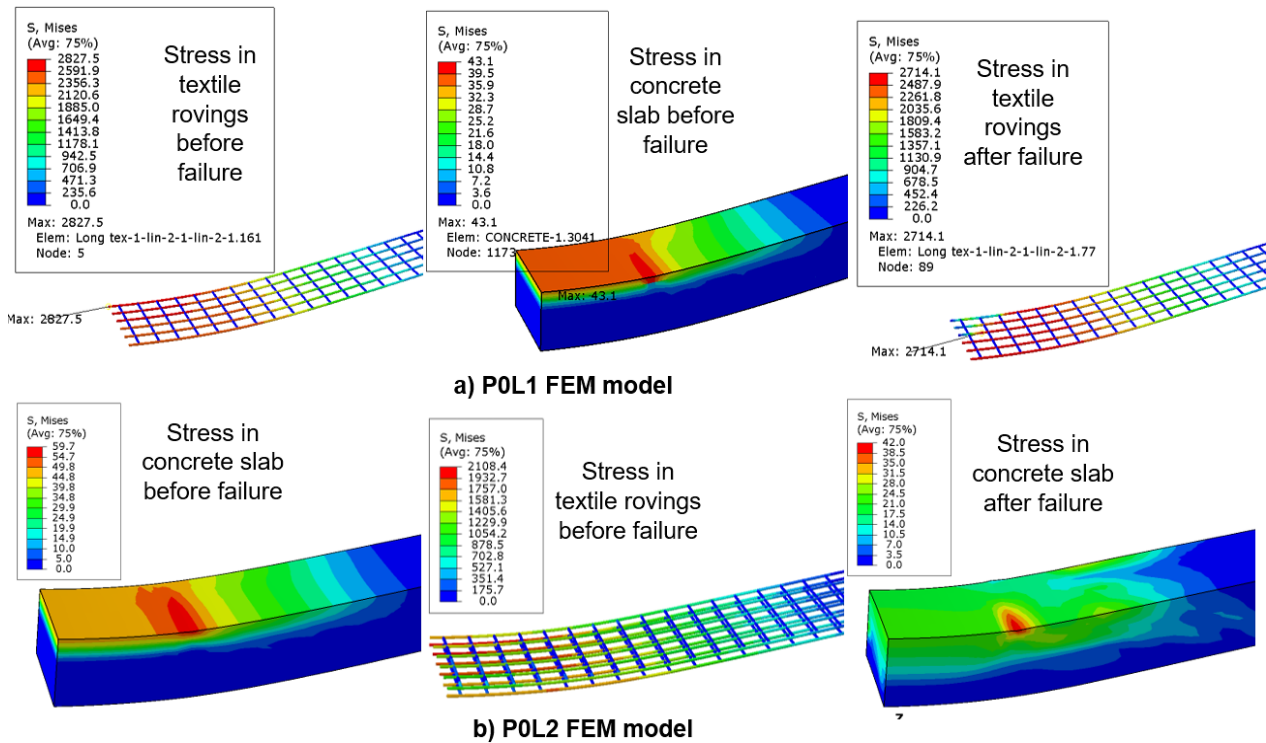 S, Mises
(Avg: 75%)
2827.5
2591.9
2356.3
2120.6
1885.0
1649.4
1413.8
1178.1
942.5
706.9
471.3
235.6
0.0
Max: 2827.5
Elem: Long tex-1-lin-2-1-lin-2-1.161
Node: 5
Stress in
textile
rovings
before
failure
Max: 2827.5
S, Mises
(Avg: 75%)
43.1
39.5
35.9
32.3
28.7
25.2
21.6
18.0
14.4
10.8
7.2
3.6
0.0
Max: 43.1
Elem: CONCRETE-1.3041
Node: 1173
Stress in
concrete
slab before
failure
Max: 43.1
S, Mises
(Avg: 75%)
2714.1
2487.9
2261.8
2035.6
1809.4
1583.2
1357.1
1130.9
904.7
678.5
452.4
226.2
0.0
Max: 2714.1
Elem: Long tex-1-lin-2-1-lin-2-1.77
Node: 89
Stress in
textile
rovings
after failure
Max: 2714.1
a) P0L1 FEM model
S, Mises
(Avg: 75%)
59.7
54.7
49.8
44.8
39.8
34.8
29.9
24.9
19.9
14.9
10.0
5.0
0.0
Stress in
concrete slab
before failure
S, Mises
(Avg: 75%)
2108.4
1932.7
1757.0
1581.3
1405.6
1229.9
1054.2
878.5
702.8
527.1
351.4
175.7
0.0
Stress in
textile rovings
before failure
S, Mises
(Avg: 75%)
42.0
38.5
35.0
31.5
28.0
24.5
21.0
17.5
14.0
10.5
7.0
3.5
0.0
Stress in
concrete slab
after failure
b) P0L2 FEM model